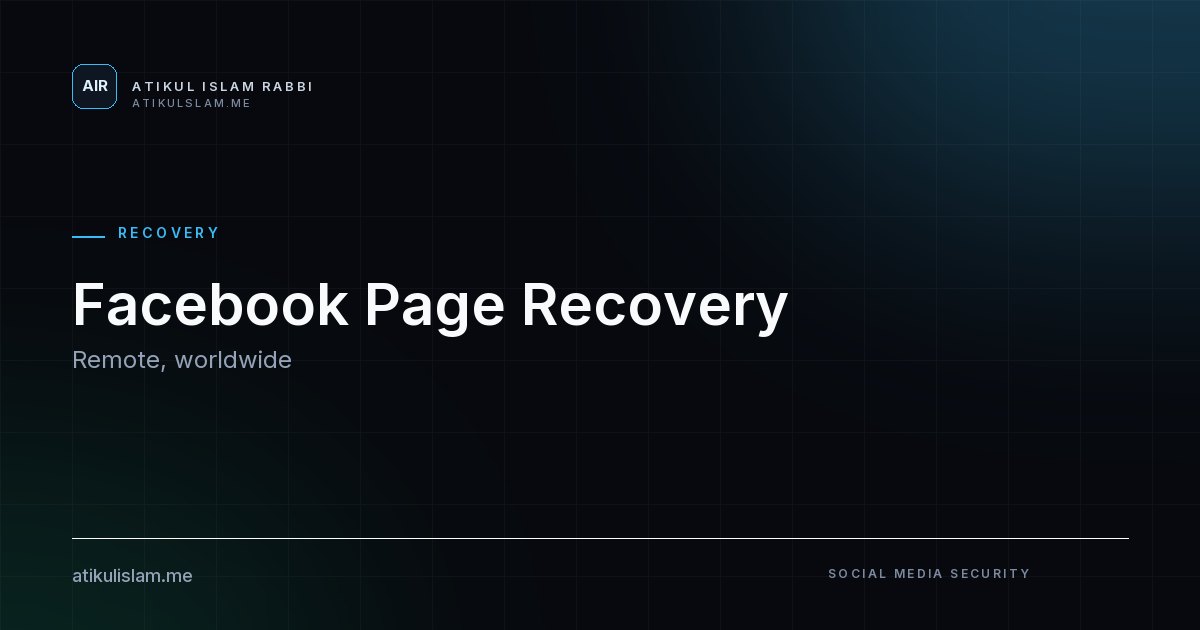 AIR
ATIKUL ISLAM RABBI
ATIKULSLAM.ME
RECOVERY
Facebook Page Recovery
Remote, worldwide
atikulislam.me
SOCIAL MEDIA SECURITY